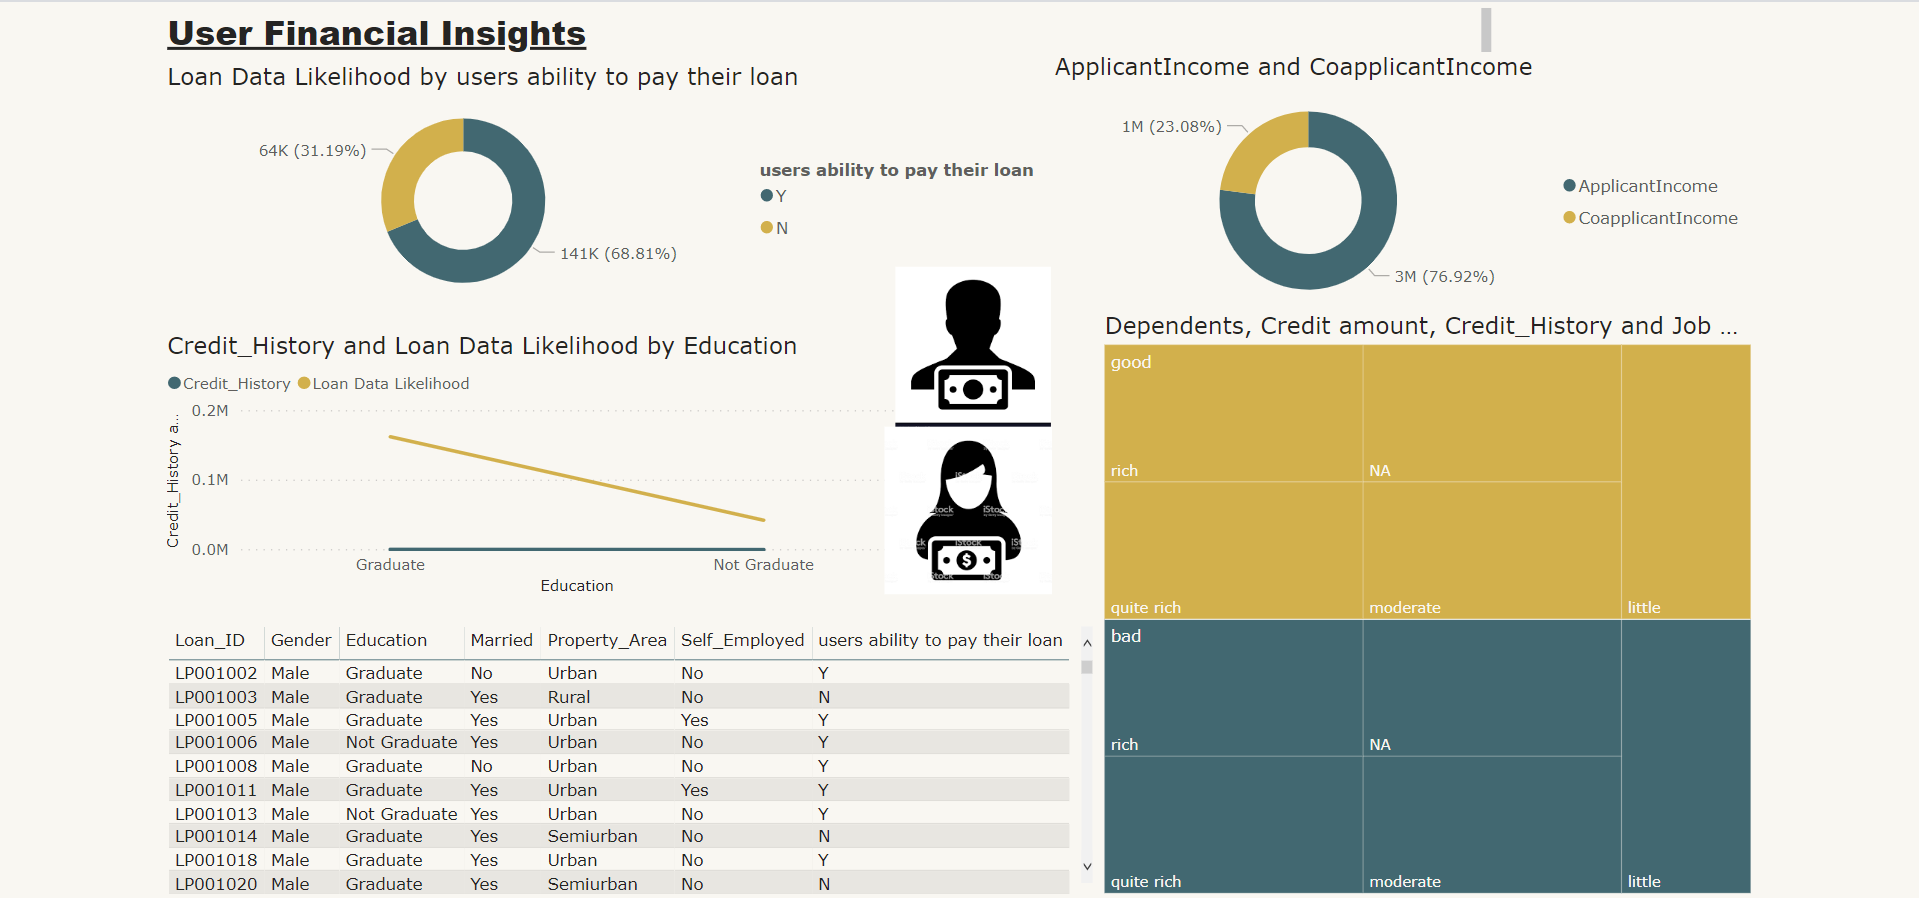 User Financial Insights
Loan Data Likelihood by users ability to pay their loan
64K (31.19%)
141K (68.81%)
users ability to pay their loan
Y
N
ApplicantIncome and CoapplicantIncome
1M (23.08%)
3M (76.92%)
ApplicantIncome
CoapplicantIncome
Credit_History and Loan Data Likelihood by Education
Credit_History Loan Data Likelihood
Credit_History a...
0.2M
0.1M
0.0M
Graduate Not Graduate
Education
iStock
iStock
iStock
Dependents, Credit amount, Credit_History and Job ...
good
rich NA
quite rich moderate little
bad
rich NA
quite rich moderate little
Loan_ID Gender Education Married Property_Area Self_Employed users ability to pay their loan
LP001002 Male Graduate No Urban No Y
LP001003 Male Graduate Yes Rural No N
LP001005 Male Graduate Yes Urban Yes Y
LP001006 Male Not Graduate Yes Urban No Y
LP001008 Male Graduate No Urban No Y
LP001011 Male Graduate Yes Urban Yes Y
LP001013 Male Not Graduate Yes Urban No Y
LP001014 Male Graduate Yes Semiurban No N
LP001018 Male Graduate Yes Urban No Y
LP001020 Male Graduate Yes Semiurban No N